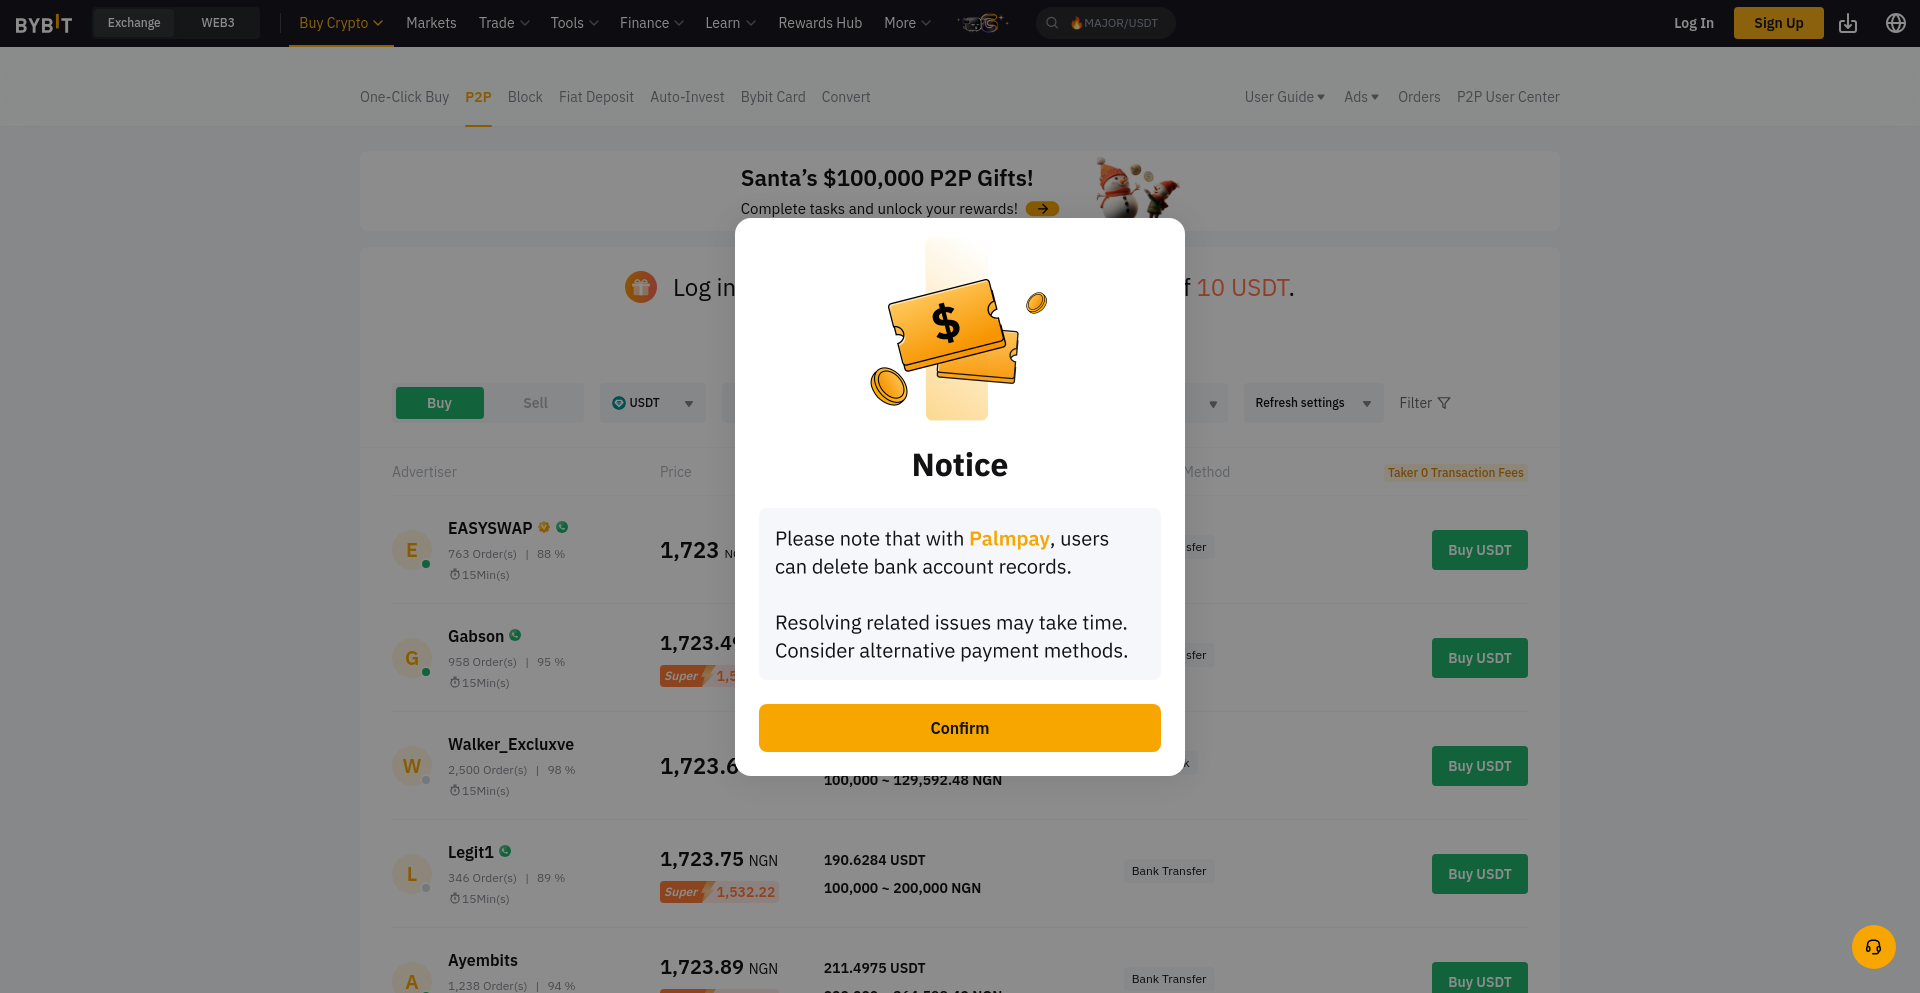 BYBIT
Exchange
WEB3
Buy Crypto
Markets
Trade
Tools
Finance
Learn
Rewards Hub
More
MAJOR/USDT
Log In
Sign Up
One-Click Buy
P2P
Block
Fiat Deposit
Auto-Invest
Bybit Card
Convert
User Guide
Ads
Orders
P2P User Center
Santa’s $100,000 P2P Gifts!
Complete tasks and unlock your rewards!
Log in
10 USDT.
Buy
Sell
USDT
Refresh settings
Filter
Advertiser
Price
Method
Taker 0 Transaction Fees
E
EASYSWAP
763 Order(s) | 88 %
15Min(s)
1,723
Buy USDT
G
Gabson
958 Order(s) | 95 %
15Min(s)
1,723.4
Super
Buy USDT
W
Walker_Excluxve
2,500 Order(s) | 98 %
15Min(s)
1,723.6
100,000 ~ 129,592.48 NGN
Buy USDT
L
Legit1
346 Order(s) | 89 %
15Min(s)
1,723.75 NGN
Super 1,532.22
190.6284 USDT
100,000 ~ 200,000 NGN
Bank Transfer
Buy USDT
A
Ayembits
1,238 Order(s) | 94 %
1,723.89 NGN
211.4975 USDT
Bank Transfer
Buy USDT
$
Notice
Please note that with Palmpay, users
can delete bank account records.
Resolving related issues may take time.
Consider alternative payment methods.
Confirm